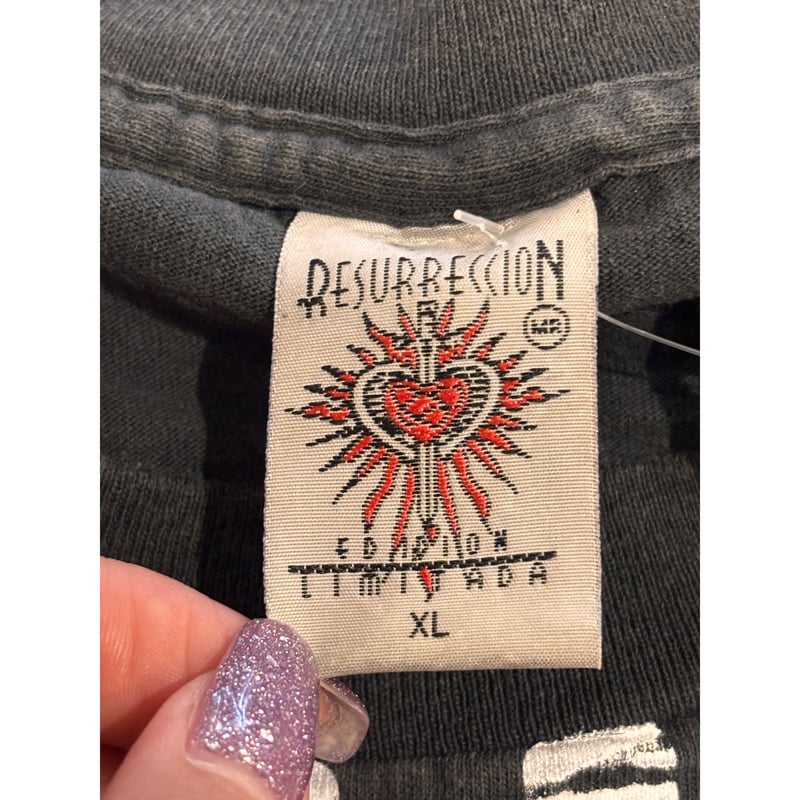 RESURRECCION
MR
EDICION
LIMITADA
XL